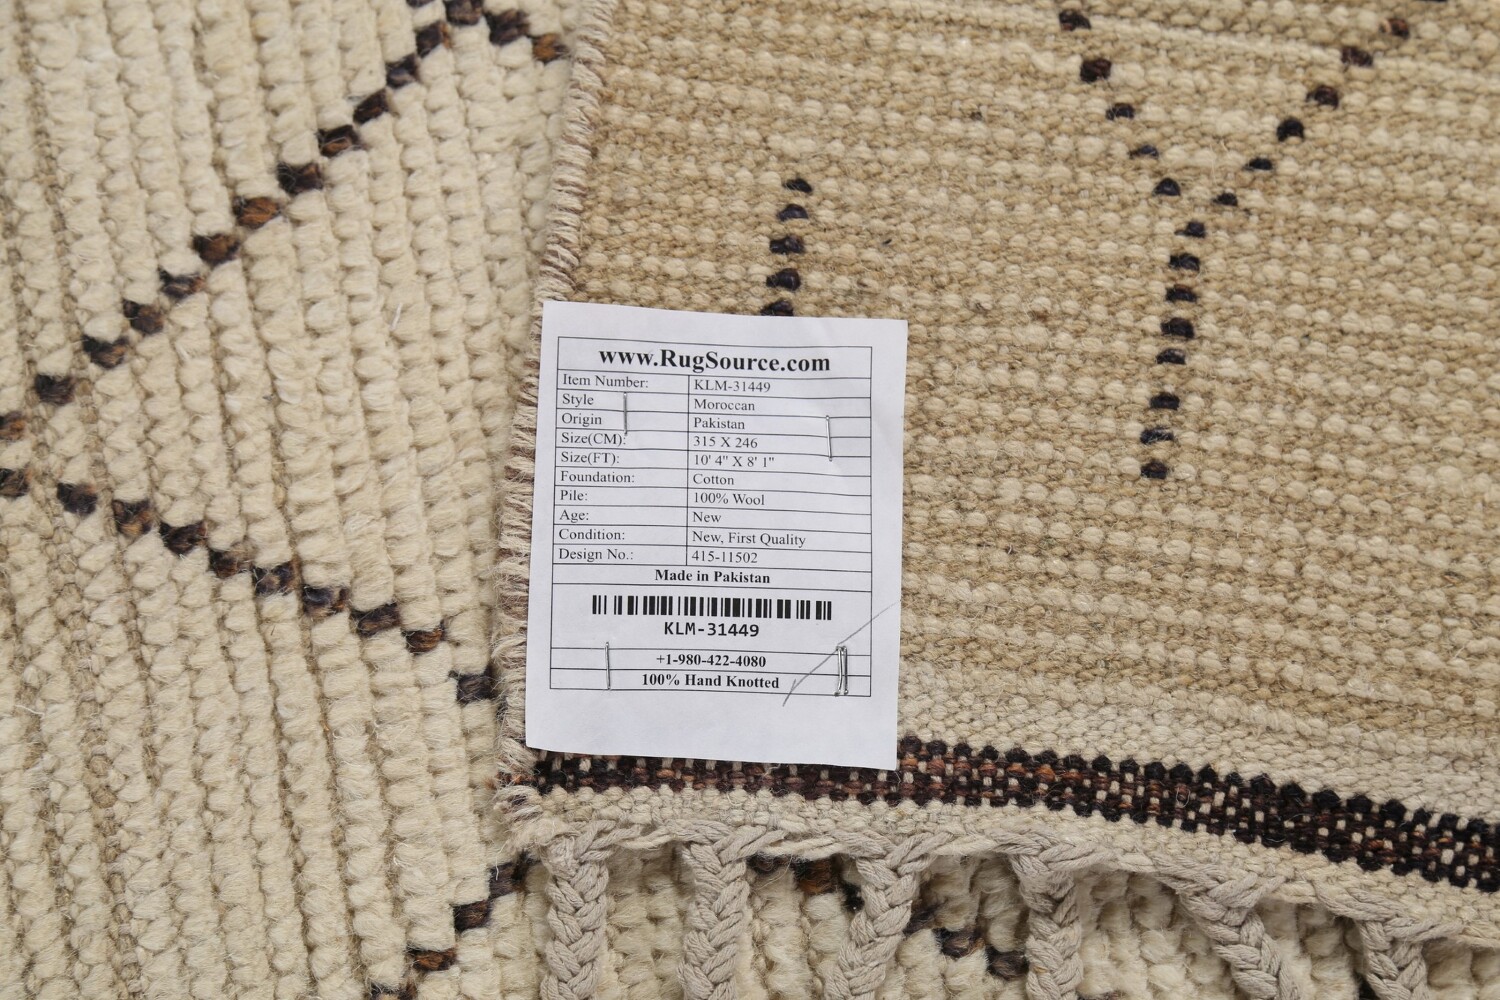 www.RugSource.com
Item Number: KLM-31449
Style Moroccan
Origin Pakistan
Size(CM): 315 X 246
Size(FT): 10' 4" X 8' 1"
Foundation: Cotton
Pile: 100% Wool
Age: New
Condition: New, First Quality
Design No.: 415-11502
Made in Pakistan
KLM-31449
+1-980-422-4080
100% Hand Knotted